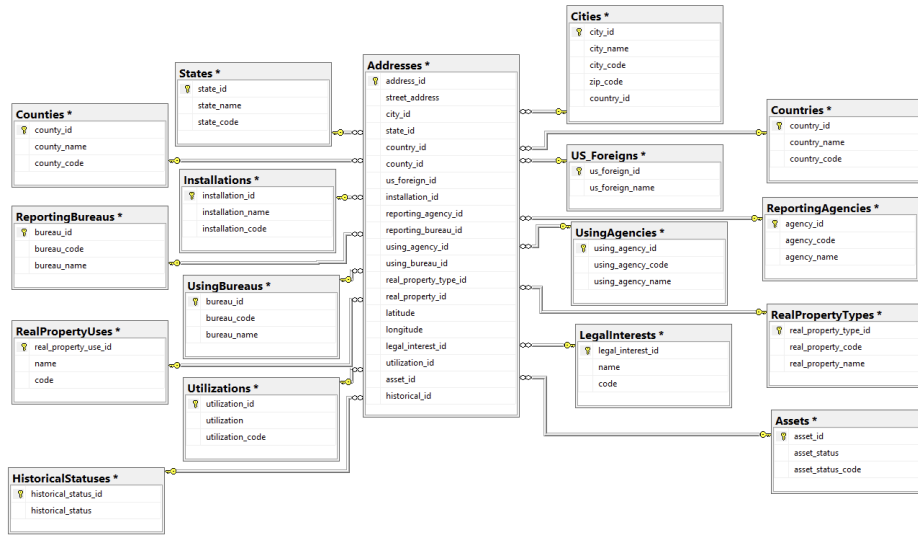 Cities *
city_id
city_name
city_code
zip_code
country_id
Addresses *
address_id
street_address
city_id
state_id
country_id
county_id
us_foreign_id
installation_id
reporting_agency_id
reporting_bureau_id
using_agency_id
using_bureau_id
real_property_type_id
real_property_id
latitude
longitude
legal_interest_id
utilization_id
asset_id
historical_id
States *
state_id
state_name
state_code
Counties *
county_id
county_name
county_code
Countries *
country_id
country_name
country_code
US_Foreigns *
us_foreign_id
us_foreign_name
Installations *
installation_id
installation_name
installation_code
ReportingBureaus *
bureau_id
bureau_code
bureau_name
ReportingAgencies *
agency_id
agency_code
agency_name
UsingAgencies *
using_agency_id
using_agency_code
using_agency_name
UsingBureaus *
bureau_id
bureau_code
bureau_name
RealPropertyUses *
real_property_use_id
name
code
RealPropertyTypes *
real_property_type_id
real_property_code
real_property_name
LegalInterests *
legal_interest_id
name
code
Utilizations *
utilization_id
utilization
utilization_code
Assets *
asset_id
asset_status
asset_status_code
HistoricalStatuses *
historical_status_id
historical_status